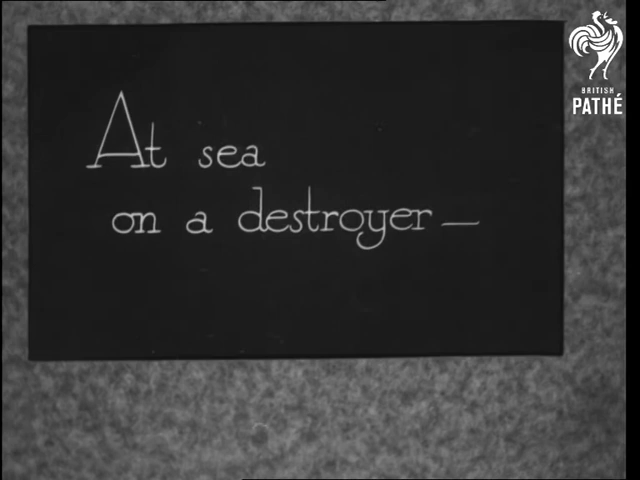 At sea
on a destroyer —
BRITISH
PATHÉ